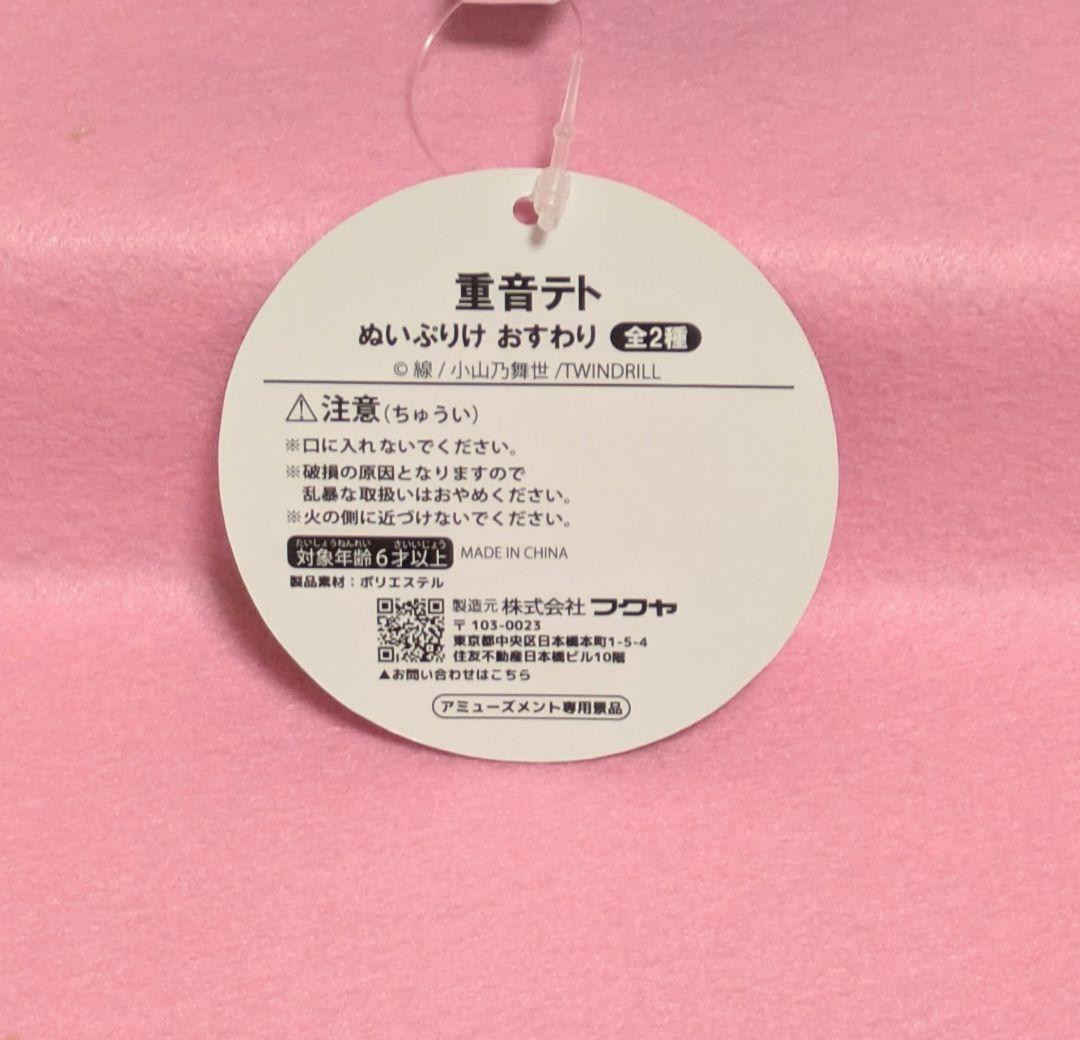 重音テト
ぬいぷりけ おすわり 全2種
© 線 / 小山乃舞世 /TWINDRILL
⚠注意(ちゅうい)
※口に入れないでください。
※破損の原因となりますので
乱暴な取扱いはおやめください。
※火の側に近づけないでください。
たいしょうねんれい さいいじょう
対象年齢6才以上 MADE IN CHINA
製品素材：ポリエステル
製造元 株式会社 フクヤ
〒103-0023
東京都中央区日本橋本町1-5-4
住友不動産日本橋ビル10階
▲お問い合わせはこちら
アミューズメント専用景品